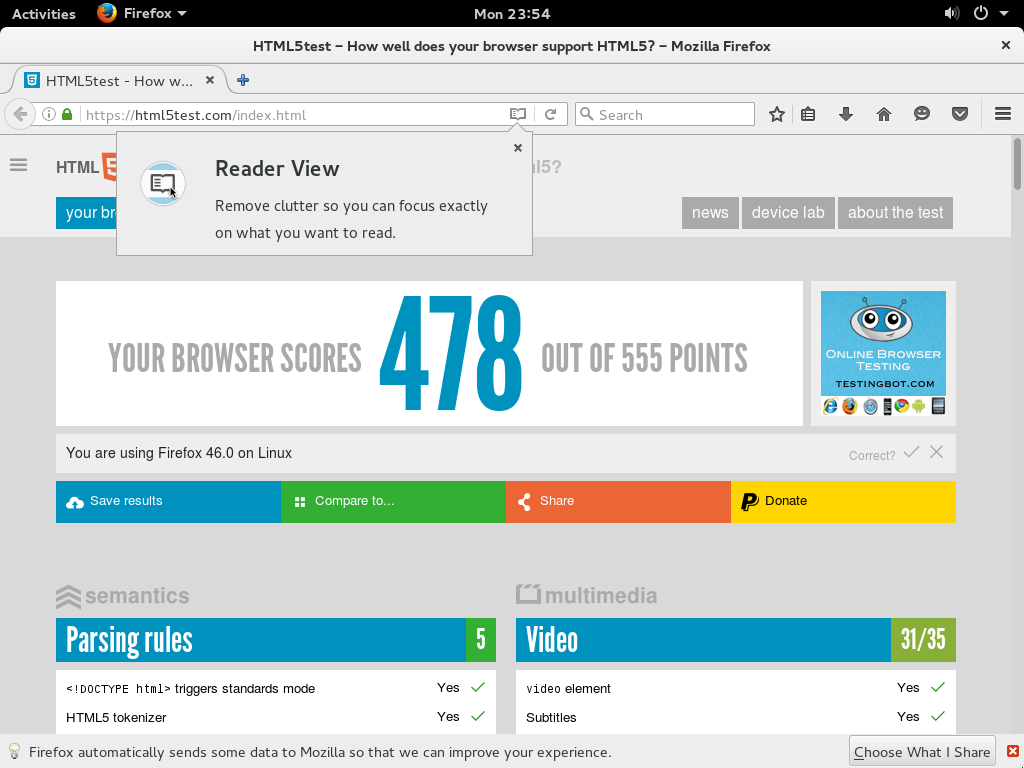 Activities Firefox Mon 23:54
HTML5test – How well does your browser support HTML5? – Mozilla Firefox
HTML5test - How w...
https://html5test.com/index.html Search
HTML ml5?
Reader View
Remove clutter so you can focus exactly
on what you want to read.
your br news device lab about the test
YOUR BROWSER SCORES 478 OUT OF 555 POINTS
ONLINE BROWSER
TESTING
TESTINGBOT.COM
You are using Firefox 46.0 on Linux Correct?
Save results Compare to... Share Donate
semantics multimedia
Parsing rules 5 Video 31/35
<!DOCTYPE html> triggers standards mode Yes video element Yes
HTML5 tokenizer Yes Subtitles Yes
Firefox automatically sends some data to Mozilla so that we can improve your experience. Choose What I Share